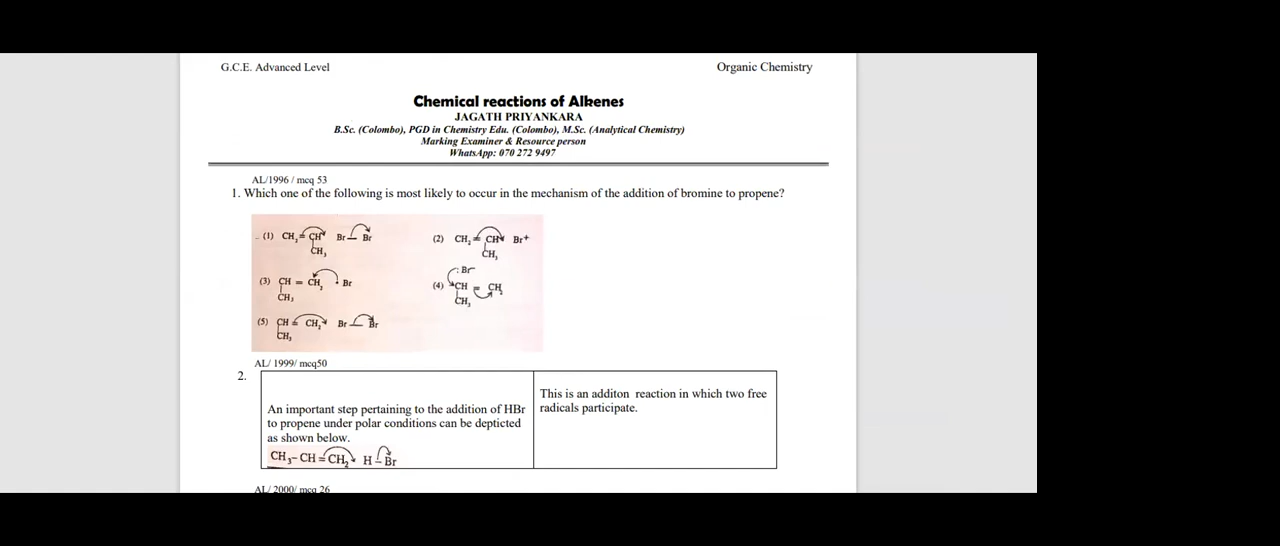 G.C.E. Advanced Level Organic Chemistry
Chemical reactions of Alkenes
JAGATH PRIYANKARA
B.Sc. (Colombo), PGD in Chemistry Edu. (Colombo), M.Sc. (Analytical Chemistry)
Marking Examiner & Resource person
WhatsApp: 070 272 9497
AL/1996 / mcq 53
1. Which one of the following is most likely to occur in the mechanism of the addition of bromine to propene?
(1) CH₂=CH Br—Br
CH₃
(2) CH₂=CH Br+
CH₃
(3) CH = CH₂ . Br
CH₃
:Br
(4) CH = CH₂
CH₃
(5) CH = CH₂ Br—Br
CH₃
AL/ 1999/ mcq50
2.
An important step pertaining to the addition of HBr
to propene under polar conditions can be depticted
as shown below.
CH₃-CH=CH₂ H—Br
This is an additon reaction in which two free
radicals participate.
AL/ 2000/ mcq 26